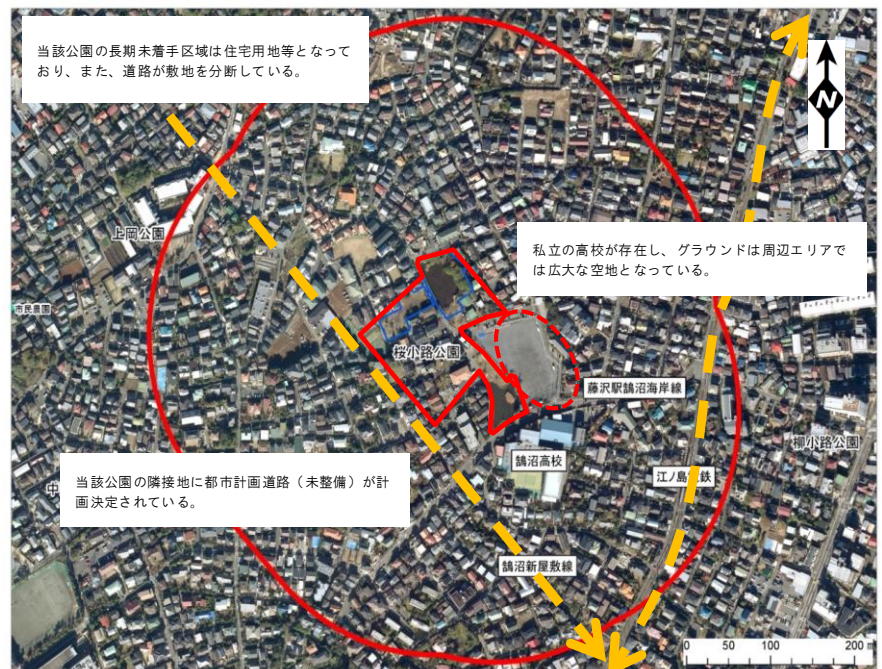 当該公園の長期未着手区域は住宅用地等となって
おり、また、道路が敷地を分断している。
N
上岡公園
私立の高校が存在し、グラウンドは周辺エリアで
は広大な空地となっている。
市民農園
桜小路公園
藤沢駅鵠沼海岸線
柳小路公園
鵠沼高校
江ノ島電鉄
当該公園の隣接地に都市計画道路（未整備）が計
画決定されている。
中
鵠沼新屋敷線
0 50 100 200 m